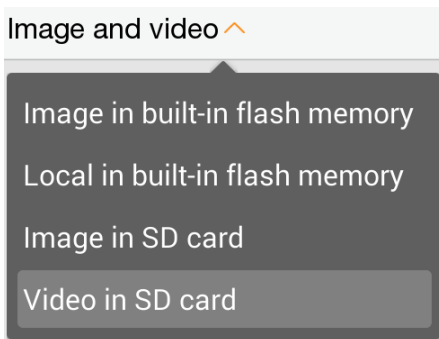 Image and video
Image in built-in flash memory
Local in built-in flash memory
Image in SD card
Video in SD card